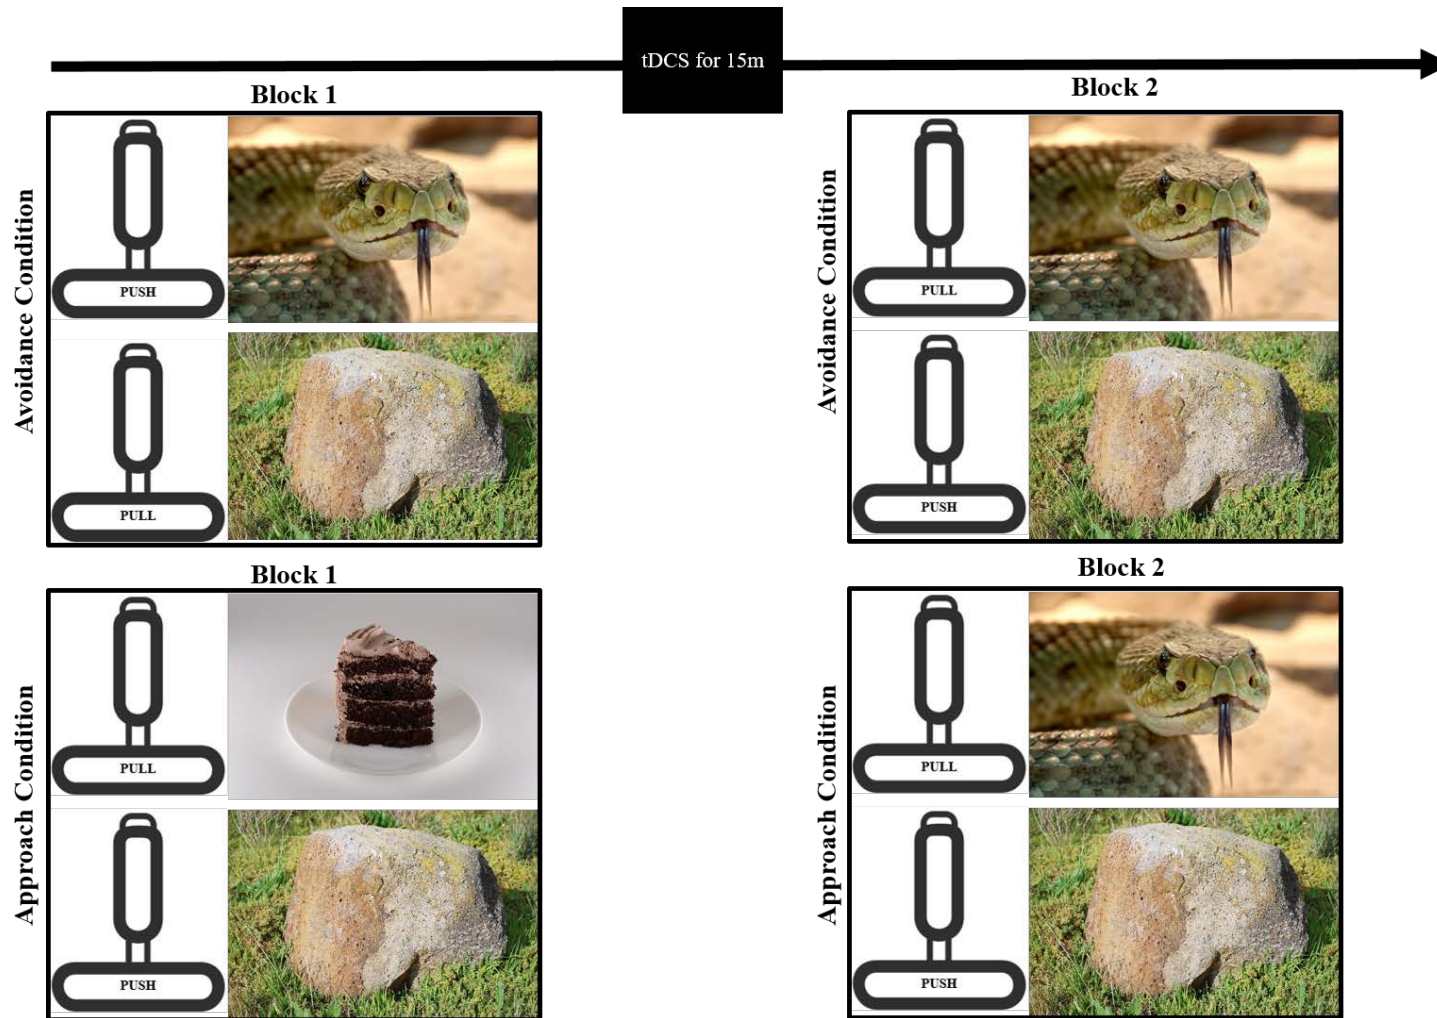 tDCS for 15m
Block 1
Block 2
Avoidance Condition
PUSH
PULL
Avoidance Condition
PULL
PUSH
Block 1
Block 2
Approach Condition
PULL
PUSH
Approach Condition
PULL
PUSH